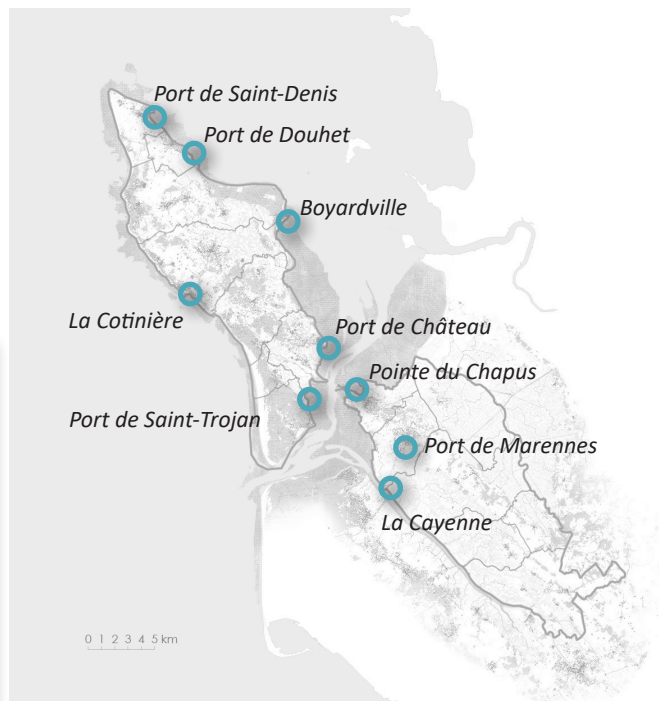 Port de Saint-Denis
Port de Douhet
Boyardville
La Cotinière
Port de Château
Pointe du Chapus
Port de Saint-Trojan
Port de Marennes
La Cayenne
0 1 2 3 4 5 km